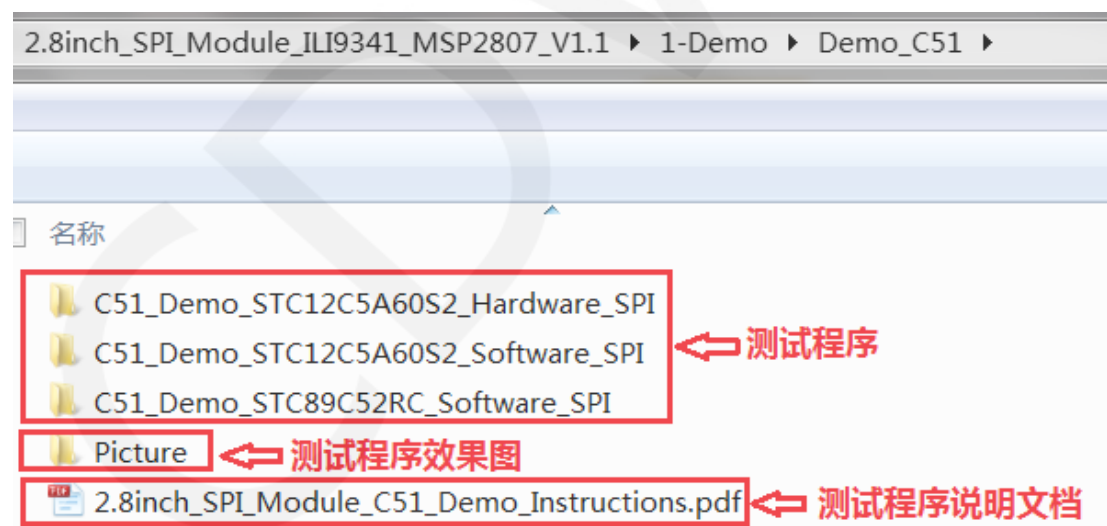 2.8inch_SPI_Module_ILI9341_MSP2807_V1.1 ▸ 1-Demo ▸ Demo_C51 ▸
名称
C51_Demo_STC12C5A60S2_Hardware_SPI
C51_Demo_STC12C5A60S2_Software_SPI 测试程序
C51_Demo_STC89C52RC_Software_SPI
Picture 测试程序效果图
2.8inch_SPI_Module_C51_Demo_Instructions.pdf 测试程序说明文档